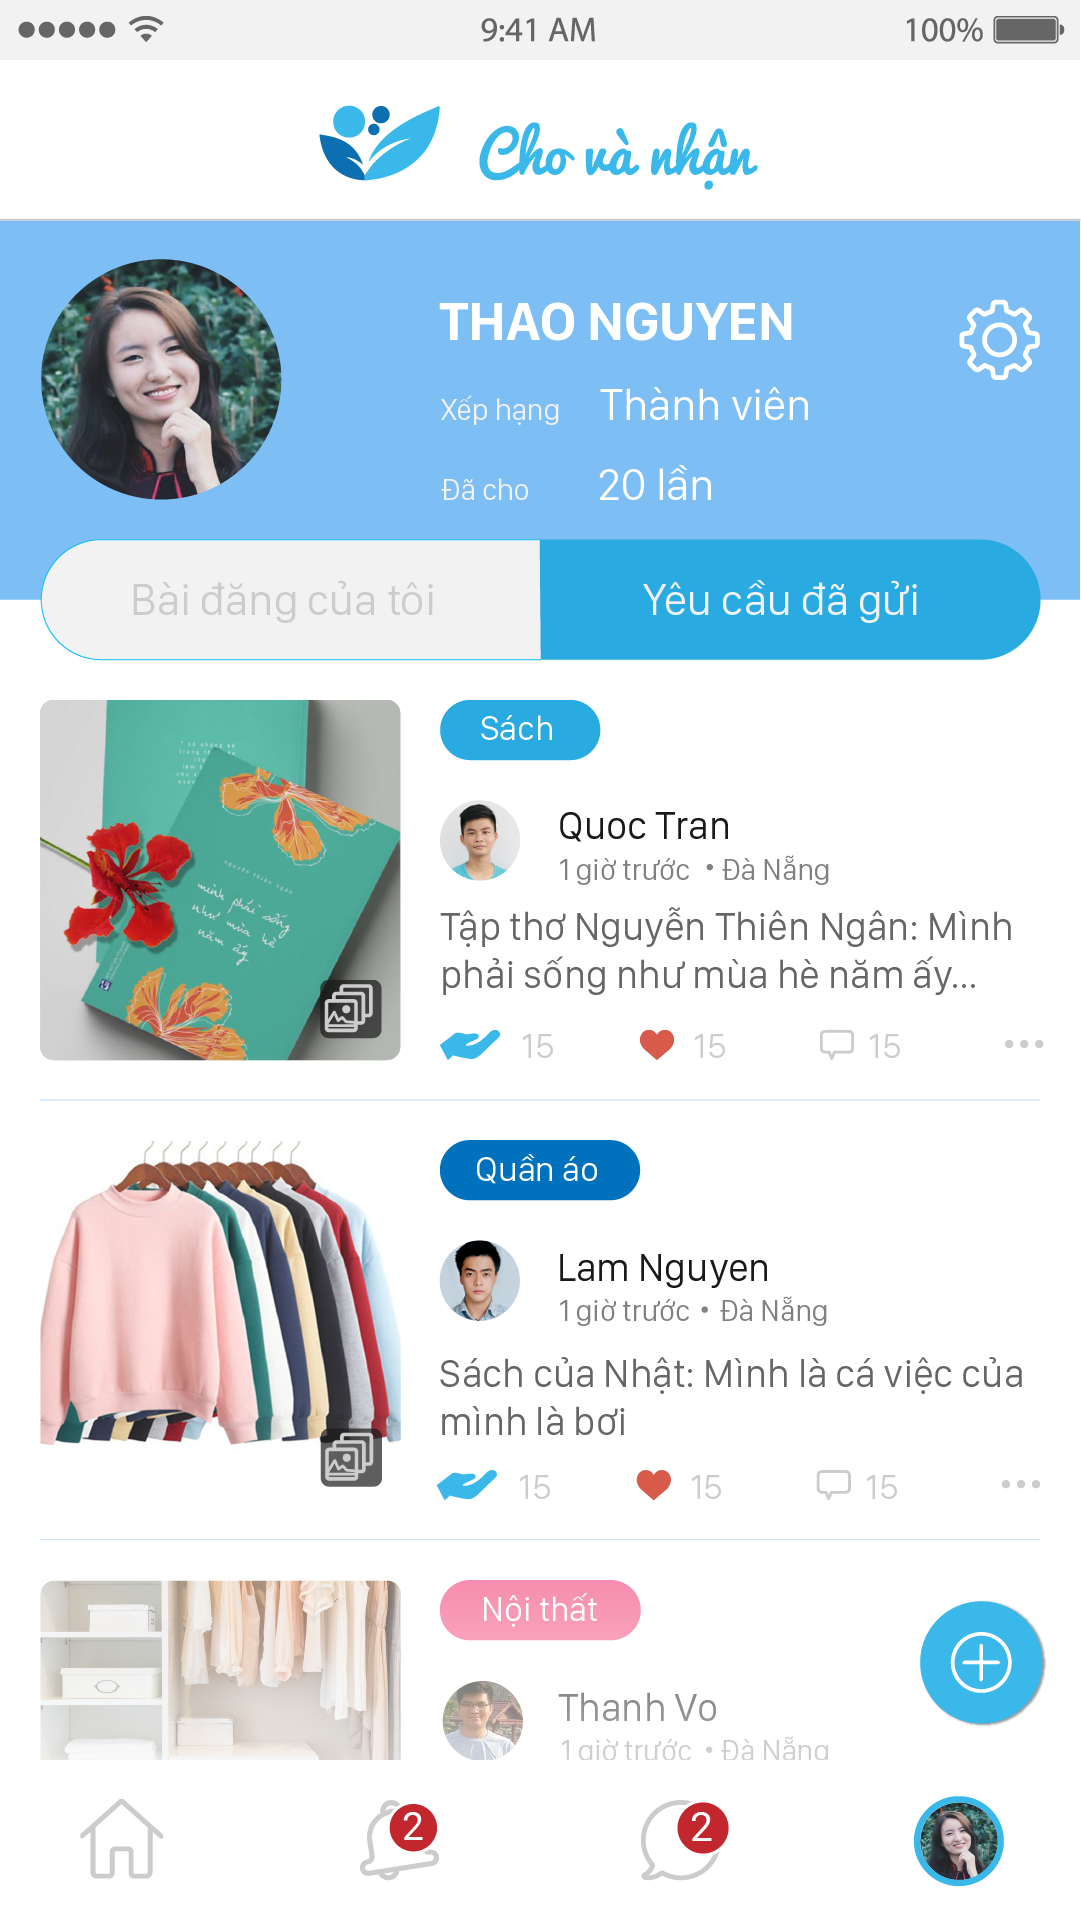 9:41 AM
100%
Cho và nhận
THAO NGUYEN
Xếp hạng Thành viên
Đã cho 20 lần
Bài đăng của tôi
Yêu cầu đã gửi
Sách
Quoc Tran
1 giờ trước • Đà Nẵng
Tập thơ Nguyễn Thiên Ngân: Mình
phải sống như mùa hè năm ấy...
15 15 15
NGUYỄN THIÊN NGÂN
mình phải sống
như mùa hè
năm ấy
Quần áo
Lam Nguyen
1 giờ trước • Đà Nẵng
Sách của Nhật: Mình là cá việc của
mình là bơi
15 15 15
Nội thất
Thanh Vo
1 giờ trước • Đà Nẵng
2
2